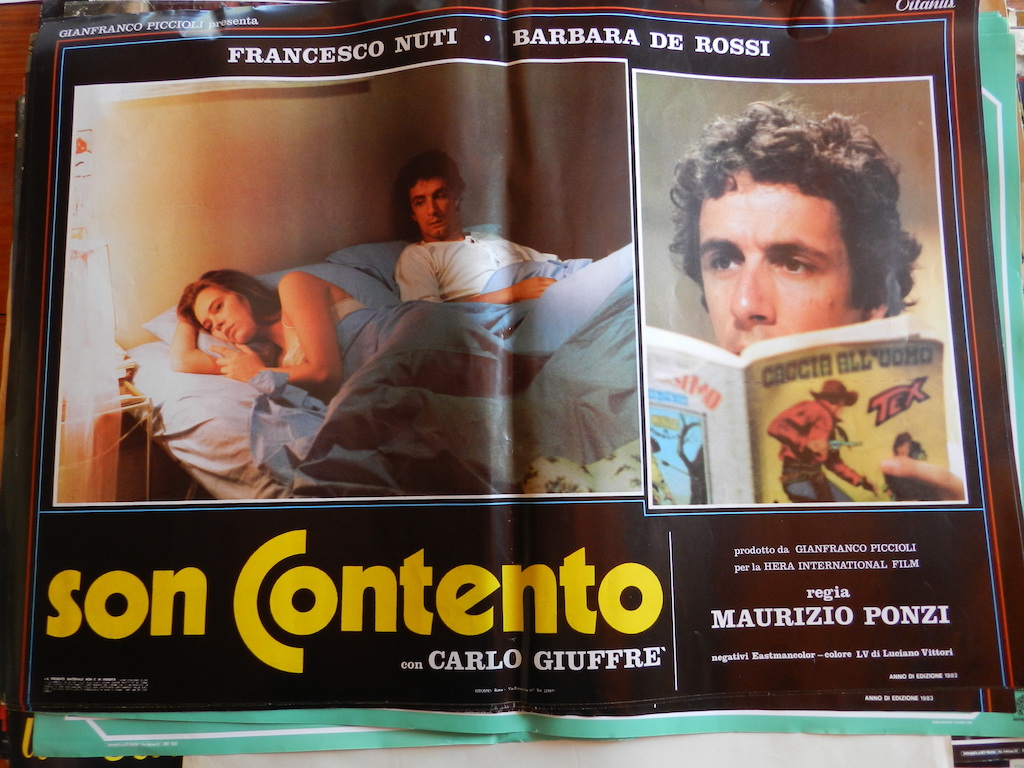 GIANFRANCO PICCIOLI presenta
Titanus
FRANCESCO NUTI • BARBARA DE ROSSI
CACCIA ALL'UOMO
TEX
son Contento
con CARLO GIUFFRE'
prodotto da GIANFRANCO PICCIOLI
per la HERA INTERNATIONAL FILM
regia
MAURIZIO PONZI
negativi Eastmancolor - colore LV di Luciano Vittori
ANNO DI EDIZIONE 1983
ANNO DI EDIZIONE 1983